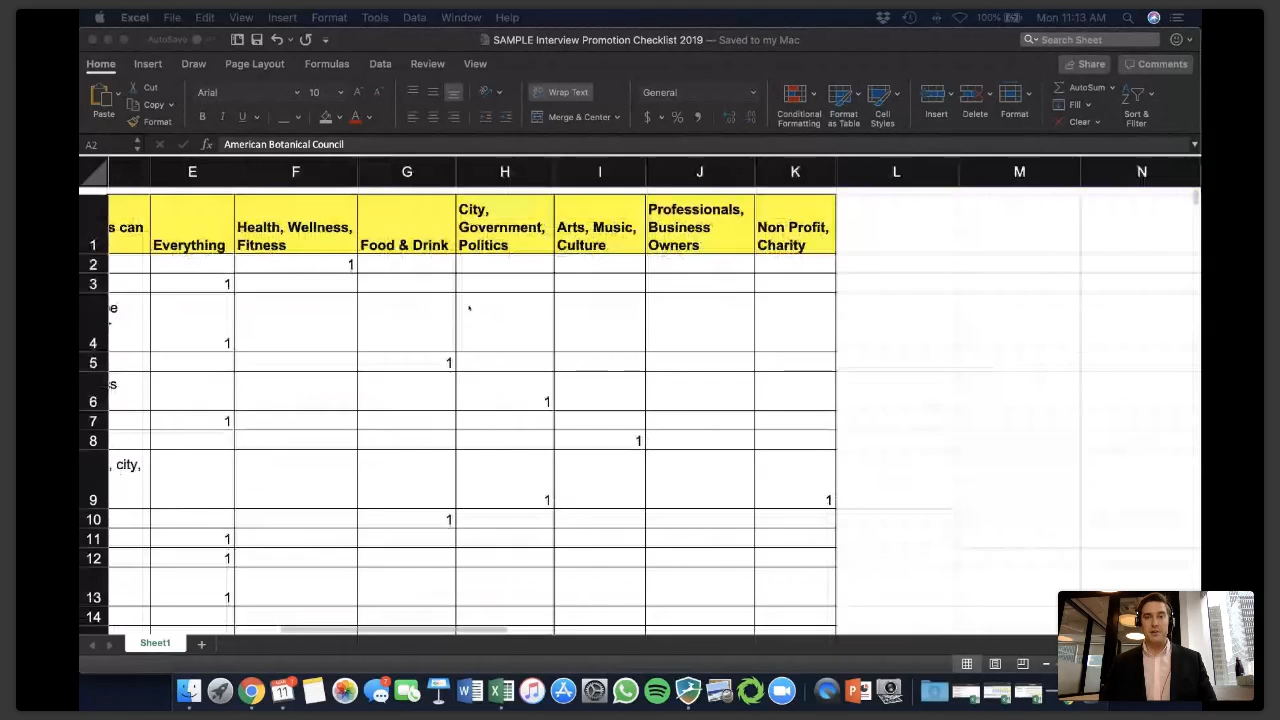 Excel File Edit View Insert Format Tools Data Window Help 100% Mon 11:13 AM
AutoSave SAMPLE Interview Promotion Checklist 2019 — Saved to my Mac Search Sheet
Home Insert Draw Page Layout Formulas Data Review View Share Comments
Paste Cut Copy Format Arial 10 Wrap Text Merge & Center General Conditional Formatting Format as Table Cell Styles Insert Delete Format AutoSum Fill Clear Sort & Filter
A2 fx American Botanical Council
E F G H I J K L M N
1 s can Everything Health, Wellness, Fitness Food & Drink City, Government, Politics Arts, Music, Culture Professionals, Business Owners Non Profit, Charity
2 1
3 1
4 1
5 1
6 1
7 1
8 1
, city,
9 1 1
10 1
11 1
12 1
13 1
14
Sheet1 +
11